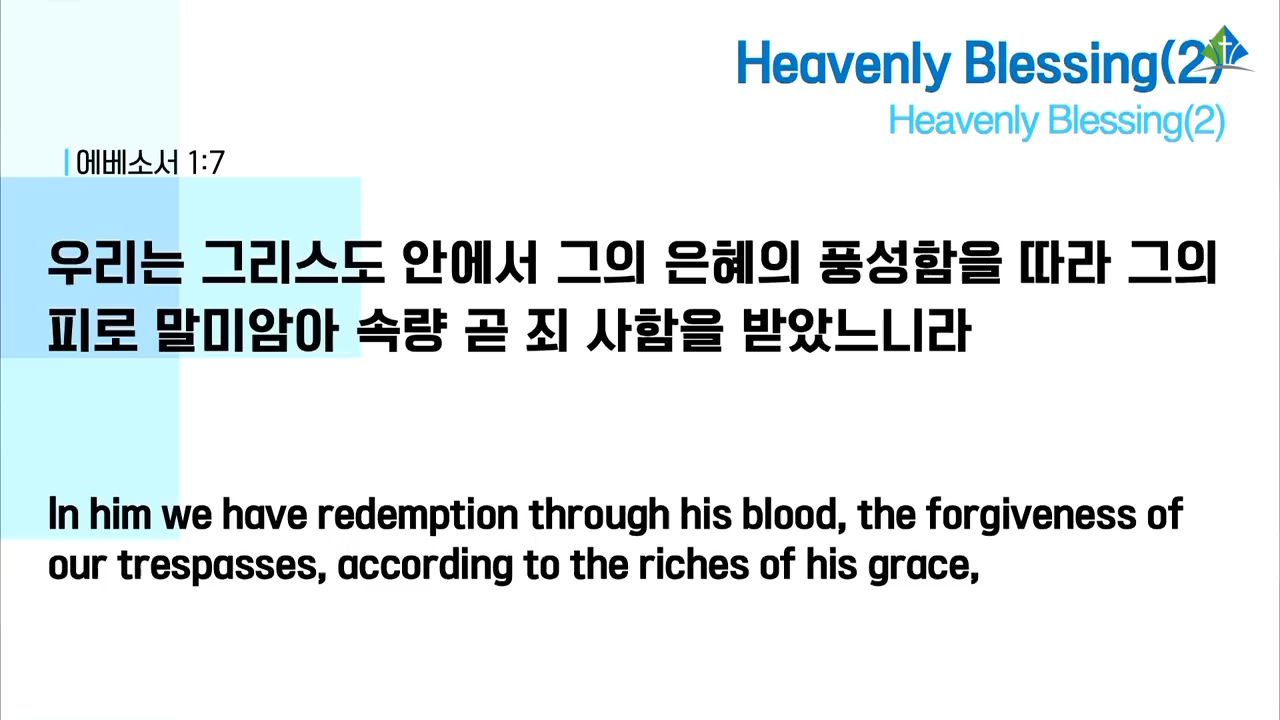 Heavenly Blessing(2)
Heavenly Blessing(2)
에베소서 1:7
우리는 그리스도 안에서 그의 은혜의 풍성함을 따라 그의
피로 말미암아 속량 곧 죄 사함을 받았느니라
In him we have redemption through his blood, the forgiveness of
our trespasses, according to the riches of his grace,